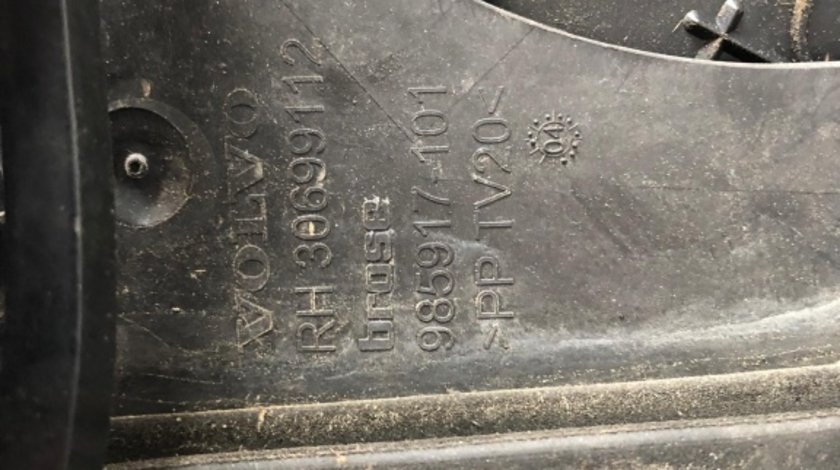 VOLVO
RH 30699112
brose
985917-101
>PP TV20<
04